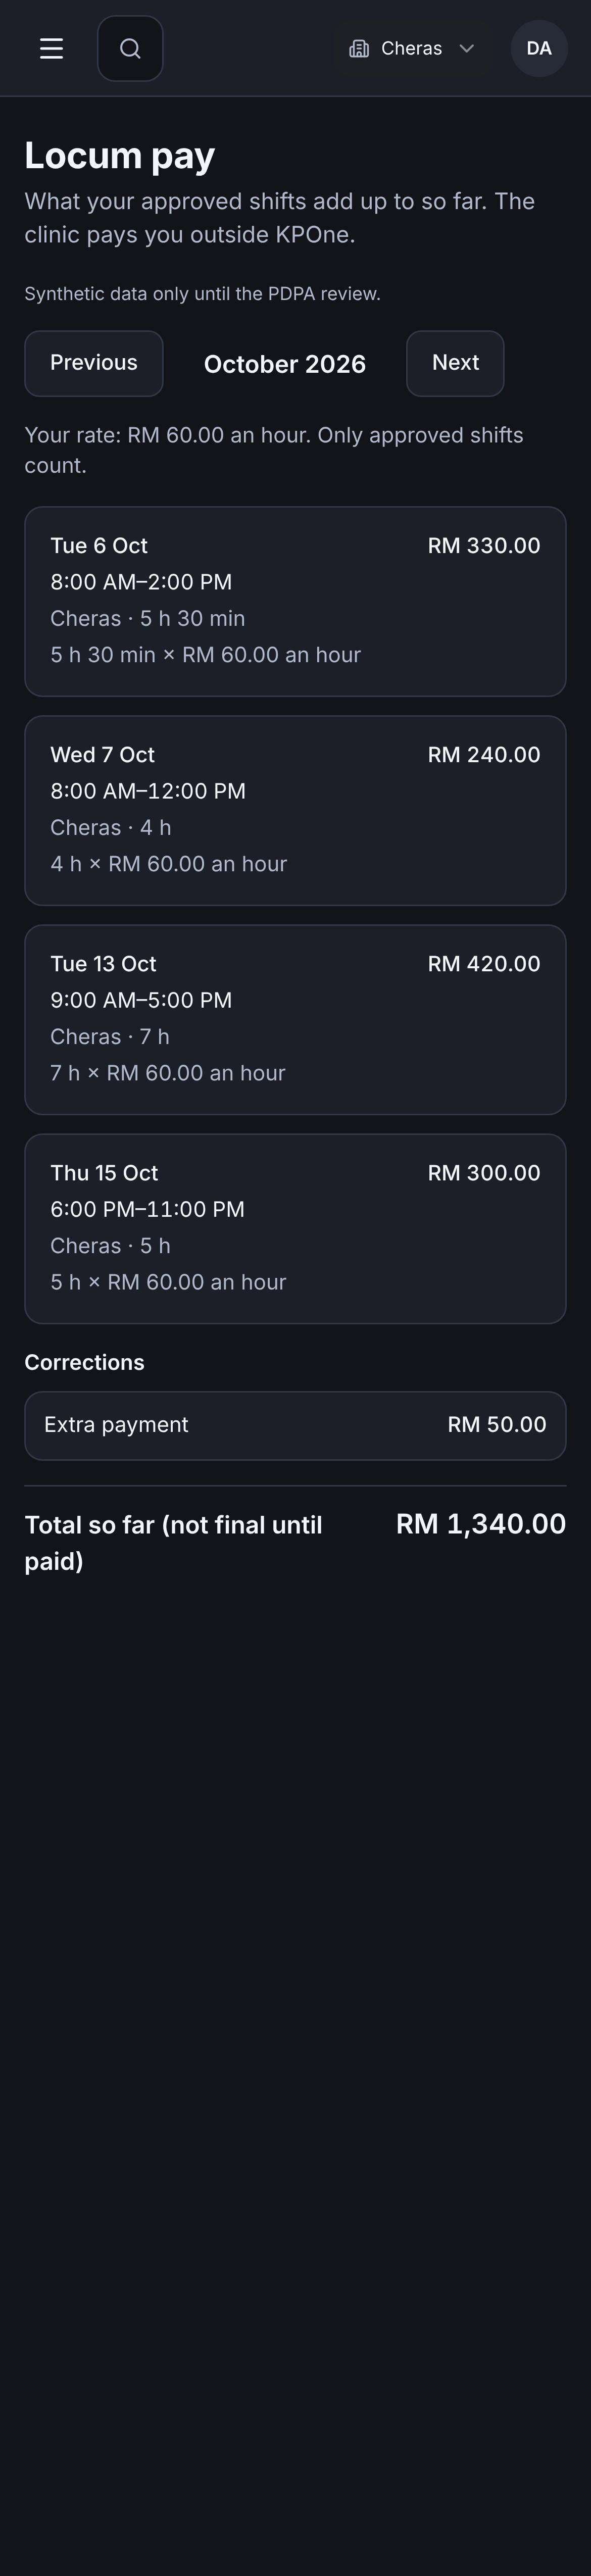 Cheras
DA
Locum pay
What your approved shifts add up to so far. The
clinic pays you outside KPOne.
Synthetic data only until the PDPA review.
Previous
October 2026
Next
Your rate: RM 60.00 an hour. Only approved shifts
count.
Tue 6 Oct RM 330.00
8:00 AM–2:00 PM
Cheras · 5 h 30 min
5 h 30 min × RM 60.00 an hour
Wed 7 Oct RM 240.00
8:00 AM–12:00 PM
Cheras · 4 h
4 h × RM 60.00 an hour
Tue 13 Oct RM 420.00
9:00 AM–5:00 PM
Cheras · 7 h
7 h × RM 60.00 an hour
Thu 15 Oct RM 300.00
6:00 PM–11:00 PM
Cheras · 5 h
5 h × RM 60.00 an hour
Corrections
Extra payment RM 50.00
Total so far (not final until RM 1,340.00
paid)